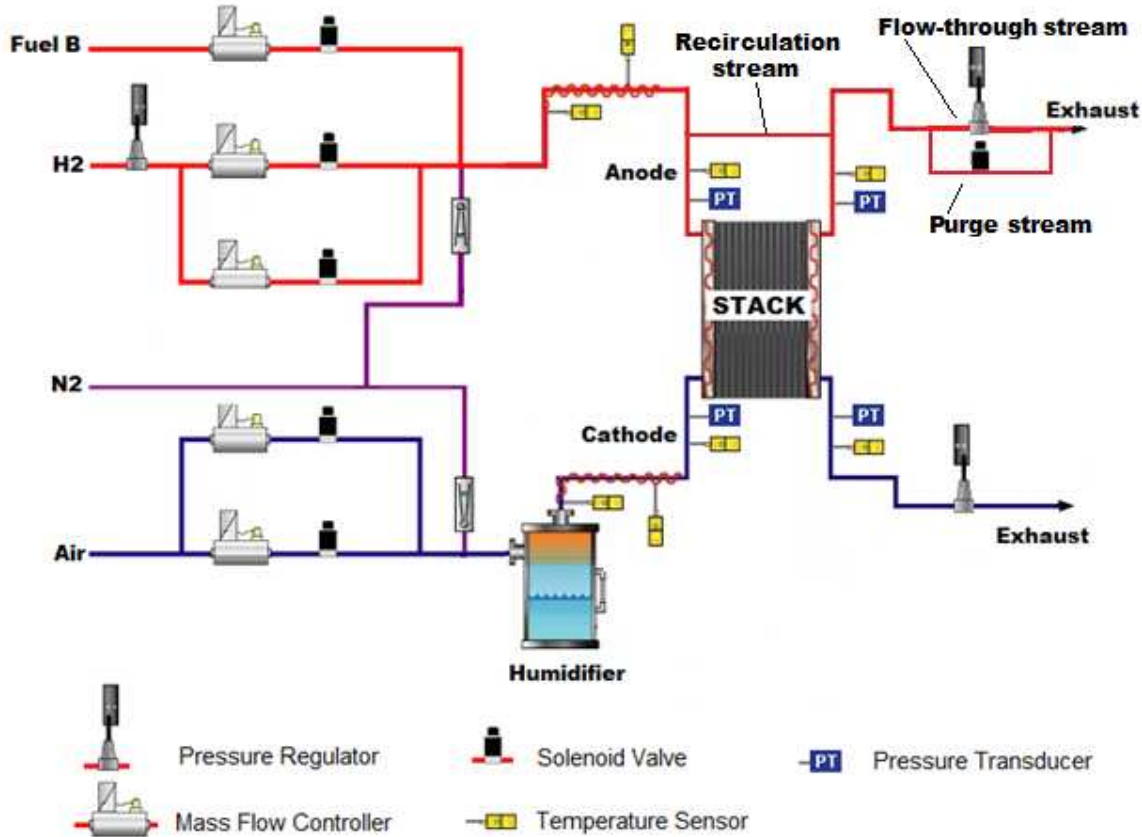 Fuel B
Recirculation
stream
Flow-through stream
Exhaust
H2
Anode
PT
PT
Purge stream
STACK
N2
PT
PT
Cathode
Air
Exhaust
Humidifier
Pressure Regulator
Solenoid Valve
PT
Pressure Transducer
Mass Flow Controller
Temperature Sensor